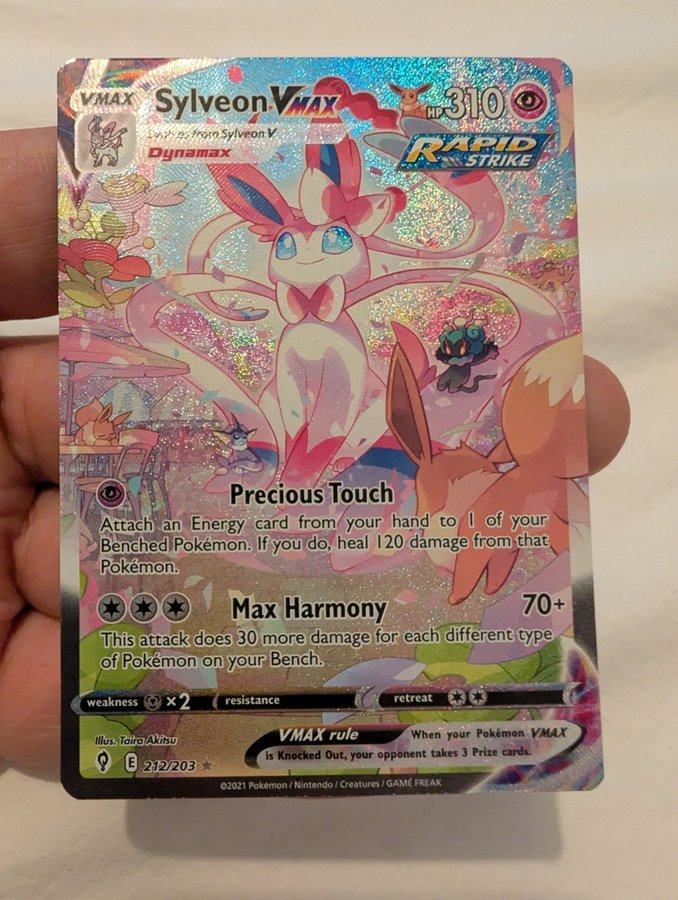 VMAX Sylveon VMAX HP 310
from Sylveon V
Dynamax
RAPID
STRIKE
Precious Touch
Attach an Energy card from your hand to 1 of your
Benched Pokémon. If you do, heal 120 damage from that
Pokémon.
Max Harmony 70+
This attack does 30 more damage for each different type
of Pokémon on your Bench.
weakness ×2 resistance retreat
VMAX rule When your Pokémon VMAX
is Knocked Out, your opponent takes 3 Prize cards.
Illus. Taira Akitsu
E 212/203
©2021 Pokémon / Nintendo / Creatures / GAME FREAK